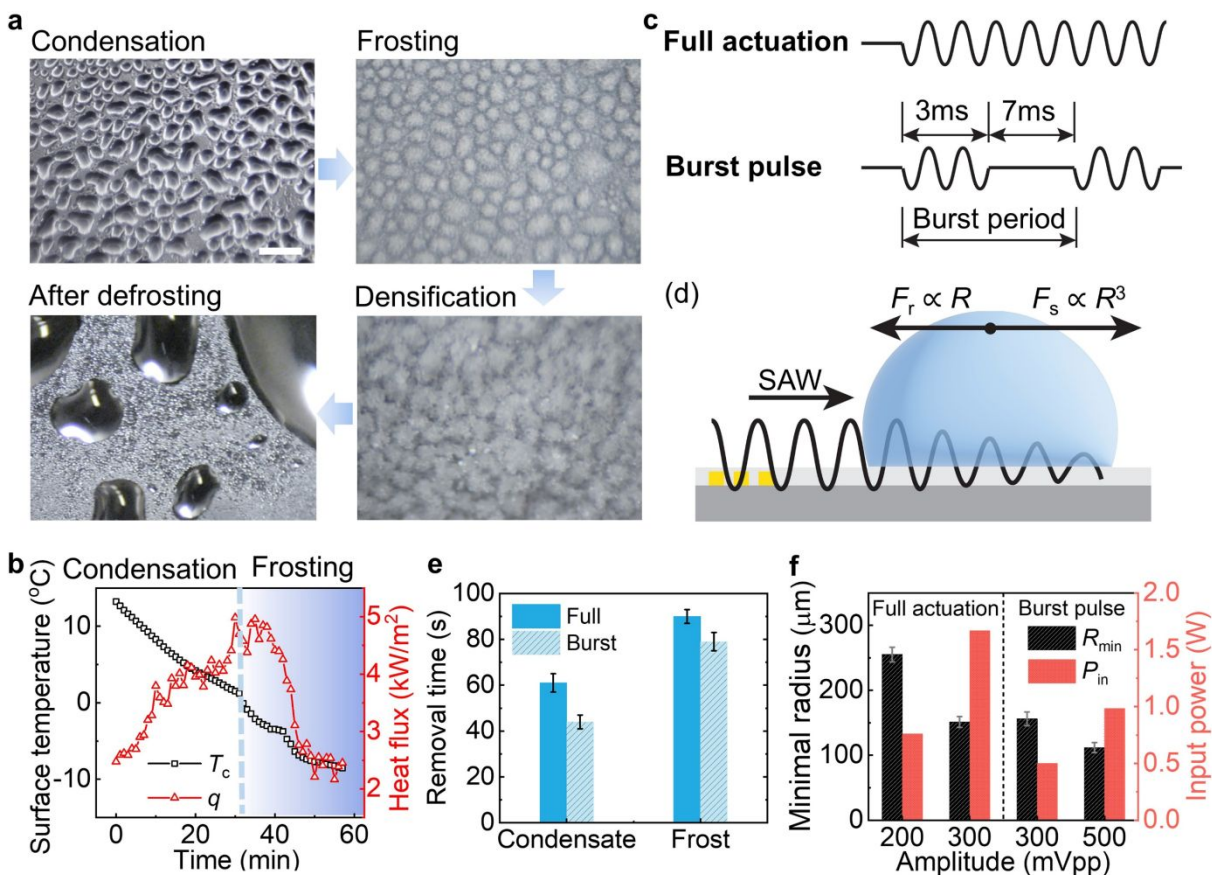 a
Condensation
Frosting
After defrosting
Densification
c
Full actuation
3ms
7ms
Burst pulse
Burst period
(d)
Fr ∝ R
Fs ∝ R³
SAW
b
Condensation
Frosting
Surface temperature (°C)
10
0
-10
Tc
q
0
20
40
60
Time (min)
5
4
3
2
Heat flux (kW/m²)
e
Removal time (s)
100
80
60
40
20
0
Full
Burst
Condensate
Frost
f
Minimal radius (μm)
300
200
100
0
Full actuation
Burst pulse
Rmin
Pin
200
300
300
500
Amplitude (mVpp)
2.0
1.5
1.0
0.5
0.0
Input power (W)